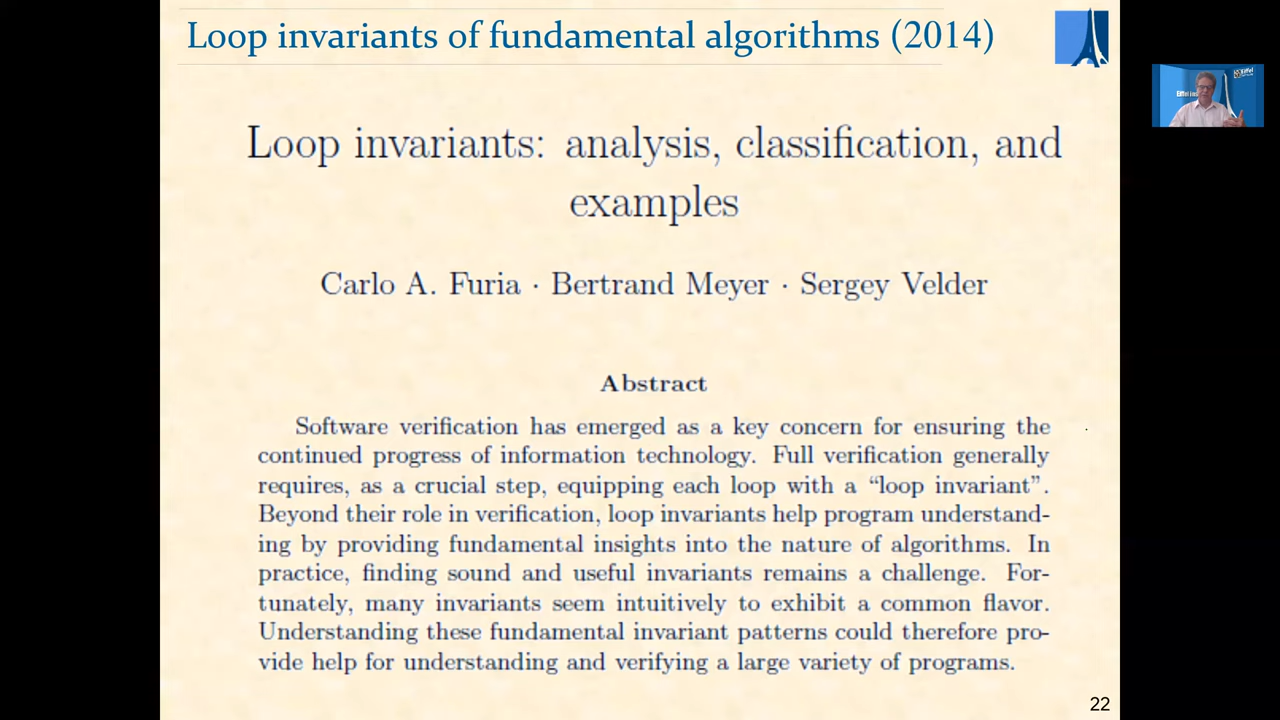 Loop invariants of fundamental algorithms (2014)
Loop invariants: analysis, classification, and
examples
Carlo A. Furia · Bertrand Meyer · Sergey Velder
Abstract
Software verification has emerged as a key concern for ensuring the
continued progress of information technology. Full verification generally
requires, as a crucial step, equipping each loop with a “loop invariant”.
Beyond their role in verification, loop invariants help program understand-
ing by providing fundamental insights into the nature of algorithms. In
practice, finding sound and useful invariants remains a challenge. For-
tunately, many invariants seem intuitively to exhibit a common flavor.
Understanding these fundamental invariant patterns could therefore pro-
vide help for understanding and verifying a large variety of programs.
22